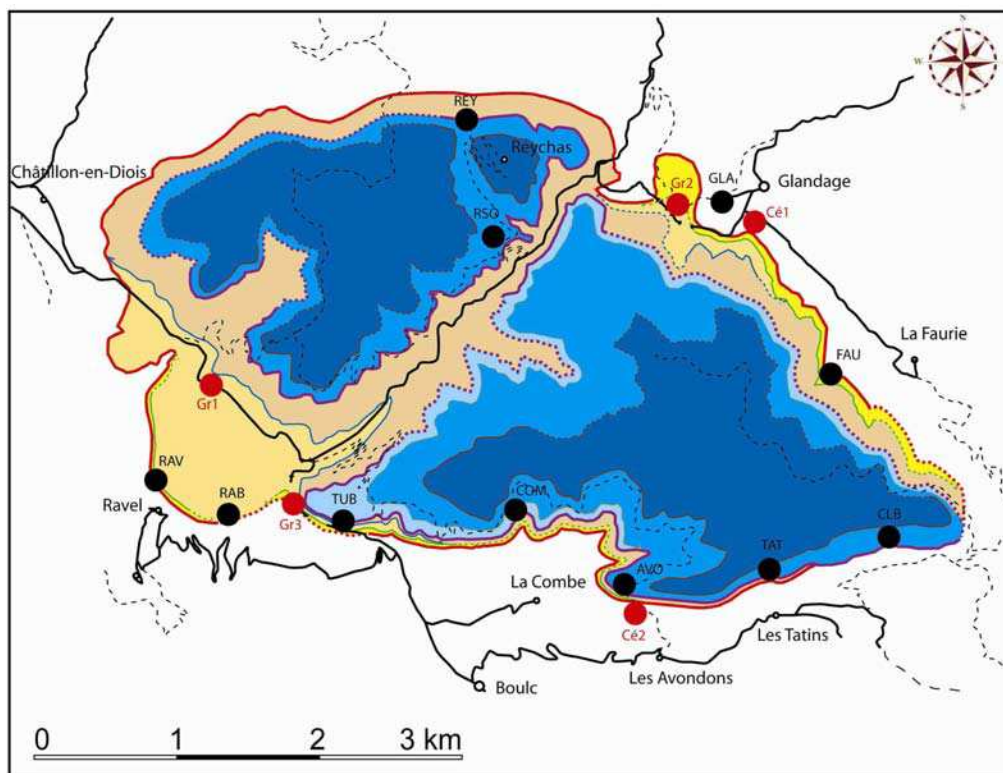 REY
Reychas
Châtillon-en-Diois
W
S
GLA
Gr2
Glandage
Cé1
RSO
La Faurie
FAU
Gr1
RAV
RAB
Ravel
Gr3
TUB
COM
CLB
TAT
AVO
La Combe
Cé2
Les Tatins
Les Avondons
Boulc
0 1 2 3 km